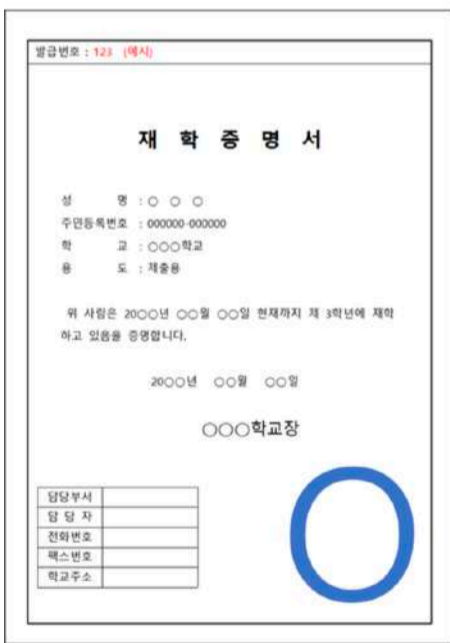 발급번호 : 123 (예시)
재 학 증 명 서
성 명 : ○ ○ ○
주민등록번호 : 000000-000000
학 교 : ○○○학교
용 도 : 제출용
위 사람은 20○○년 ○○월 ○○일 현재까지 제 3학년에 재학
하고 있음을 증명합니다.
20○○년 ○○월 ○○일
○○○학교장
담당부서
담 당 자
전화번호
팩스번호
학교주소